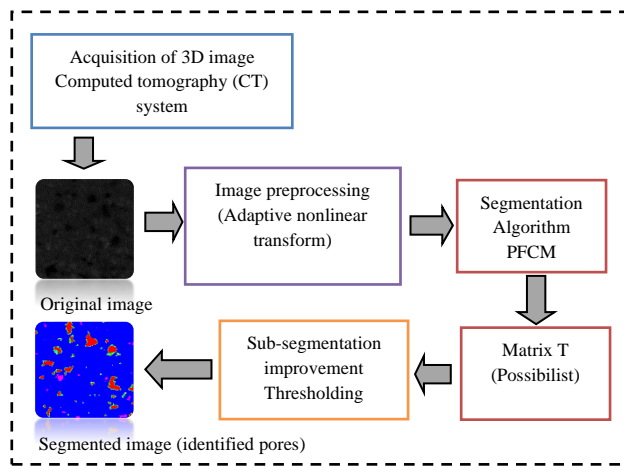 Acquisition of 3D image
Computed tomography (CT)
system
Original image
Image preprocessing
(Adaptive nonlinear
transform)
Segmentation
Algorithm
PFCM
Matrix T
(Possibilist)
Sub-segmentation
improvement
Thresholding
Segmented image (identified pores)